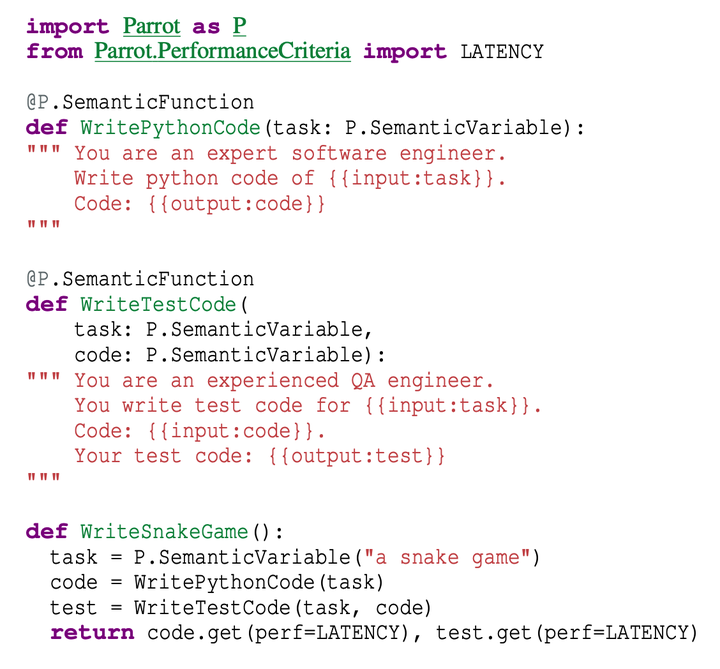 import Parrot as P
from Parrot.PerformanceCriteria import LATENCY

@P.SemanticFunction
def WritePythonCode(task: P.SemanticVariable):
""" You are an expert software engineer.
    Write python code of {{input:task}}.
    Code: {{output:code}}
"""

@P.SemanticFunction
def WriteTestCode(
    task: P.SemanticVariable,
    code: P.SemanticVariable):
""" You are an experienced QA engineer.
    You write test code for {{input:task}}.
    Code: {{input:code}}.
    Your test code: {{output:test}}
"""

def WriteSnakeGame():
  task = P.SemanticVariable("a snake game")
  code = WritePythonCode(task)
  test = WriteTestCode(task, code)
  return code.get(perf=LATENCY), test.get(perf=LATENCY)